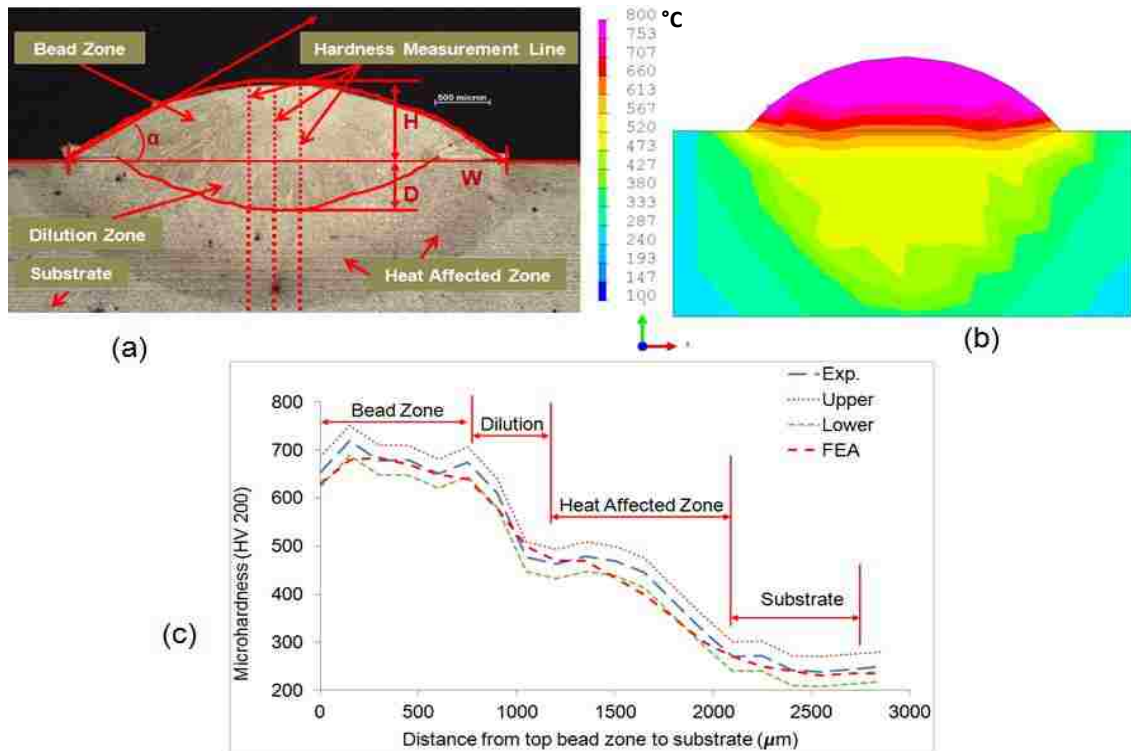 Bead Zone
Hardness Measurement Line
500 micron
α
H
D
W
Dilution Zone
Substrate
Heat Affected Zone
(a)
°C
800
753
707
660
613
567
520
473
427
380
333
287
240
193
147
100
(b)
Exp.
Upper
Lower
FEA
Bead Zone
Dilution
Heat Affected Zone
Substrate
(c)
Microhardness (HV 200)
800
700
600
500
400
300
200
0
500
1000
1500
2000
2500
3000
Distance from top bead zone to substrate (μm)